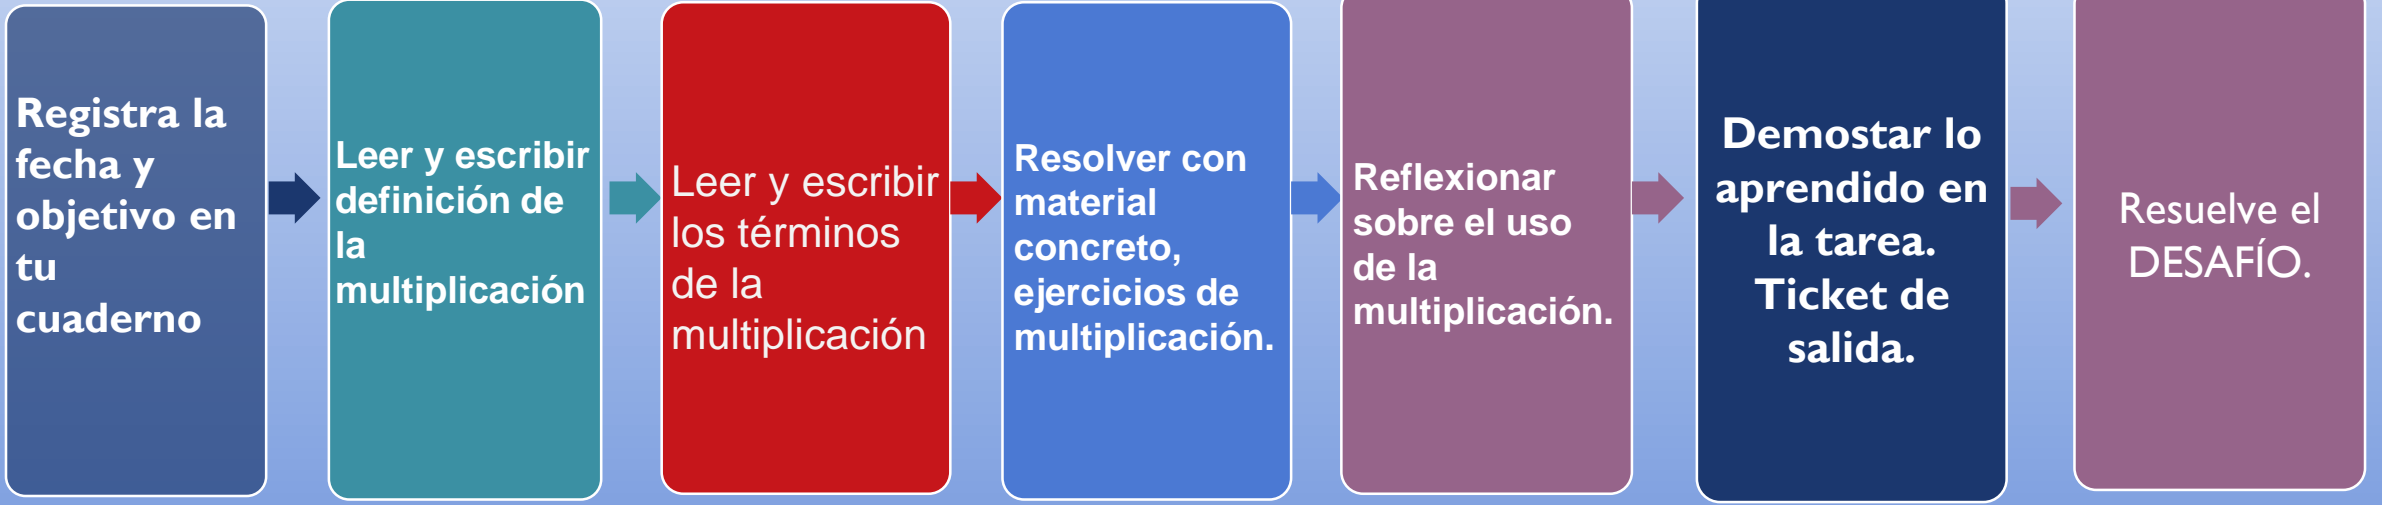 Registra la
fecha y
objetivo en
tu
cuaderno
Leer y escribir
definición de
la
multiplicación
Leer y escribir
los términos
de la
multiplicación
Resolver con
material
concreto,
ejercicios de
multiplicación.
Reflexionar
sobre el uso
de la
multiplicación.
Demostar lo
aprendido en
la tarea.
Ticket de
salida.
Resuelve el
DESAFÍO.